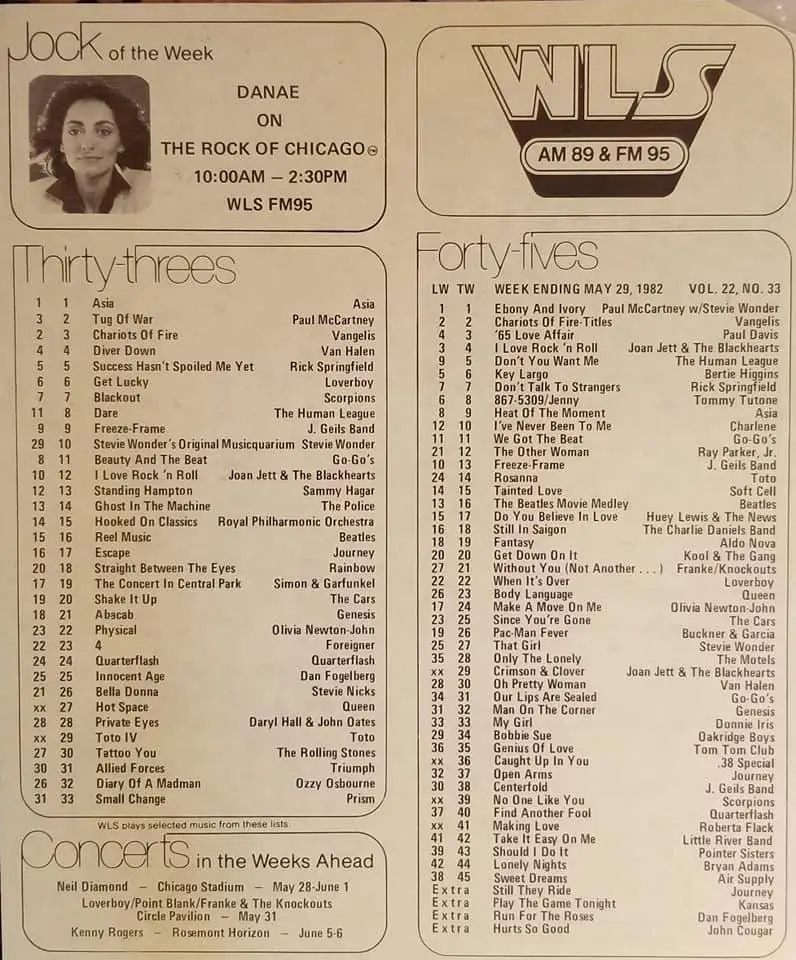 Jock of the Week
DANAE
ON
THE ROCK OF CHICAGO
10:00AM — 2:30PM
WLS FM95
WLS
AM 89 & FM 95
Thirty-threes
1 1 Asia Asia
3 2 Tug Of War Paul McCartney
2 3 Chariots Of Fire Vangelis
4 4 Diver Down Van Halen
5 5 Success Hasn't Spoiled Me Yet Rick Springfield
6 6 Get Lucky Loverboy
7 7 Blackout Scorpions
11 8 Dare The Human League
9 9 Freeze-Frame J. Geils Band
29 10 Stevie Wonder's Original Musicquarium Stevie Wonder
8 11 Beauty And The Beat Go-Go's
10 12 I Love Rock 'n Roll Joan Jett & The Blackhearts
12 13 Standing Hampton Sammy Hagar
13 14 Ghost In The Machine The Police
14 15 Hooked On Classics Royal Philharmonic Orchestra
15 16 Reel Music Beatles
16 17 Escape Journey
20 18 Straight Between The Eyes Rainbow
17 19 The Concert In Central Park Simon & Garfunkel
19 20 Shake It Up The Cars
18 21 Abacab Genesis
23 22 Physical Olivia Newton-John
22 23 4 Foreigner
24 24 Quarterflash Quarterflash
25 25 Innocent Age Dan Fogelberg
21 26 Bella Donna Stevie Nicks
xx 27 Hot Space Queen
28 28 Private Eyes Daryl Hall & John Oates
xx 29 Toto IV Toto
27 30 Tattoo You The Rolling Stones
30 31 Allied Forces Triumph
26 32 Diary Of A Madman Ozzy Osbourne
31 33 Small Change Prism
WLS plays selected music from these lists
Concerts in the Weeks Ahead
Neil Diamond — Chicago Stadium — May 28-June 1
Loverboy/Point Blank/Franke & The Knockouts
Circle Pavilion — May 31
Kenny Rogers — Rosemont Horizon — June 5-6
Forty-fives
LW TW WEEK ENDING MAY 29, 1982 VOL. 22, NO. 33
1 1 Ebony And Ivory Paul McCartney w/Stevie Wonder
2 2 Chariots Of Fire-Titles Vangelis
4 3 '65 Love Affair Paul Davis
3 4 I Love Rock 'n Roll Joan Jett & The Blackhearts
9 5 Don't You Want Me The Human League
5 6 Key Largo Bertie Higgins
7 7 Don't Talk To Strangers Rick Springfield
6 8 867-5309/Jenny Tommy Tutone
8 9 Heat Of The Moment Asia
12 10 I've Never Been To Me Charlene
11 11 We Got The Beat Go-Go's
21 12 The Other Woman Ray Parker, Jr.
10 13 Freeze-Frame J. Geils Band
24 14 Rosanna Toto
14 15 Tainted Love Soft Cell
13 16 The Beatles Movie Medley Beatles
15 17 Do You Believe In Love Huey Lewis & The News
16 18 Still In Saigon The Charlie Daniels Band
18 19 Fantasy Aldo Nova
20 20 Get Down On It Kool & The Gang
27 21 Without You (Not Another . . . ) Franke/Knockouts
22 22 When It's Over Loverboy
26 23 Body Language Queen
17 24 Make A Move On Me Olivia Newton-John
23 25 Since You're Gone The Cars
19 26 Pac-Man Fever Buckner & Garcia
25 27 That Girl Stevie Wonder
35 28 Only The Lonely The Motels
xx 29 Crimson & Clover Joan Jett & The Blackhearts
28 30 Oh Pretty Woman Van Halen
34 31 Our Lips Are Sealed Go-Go's
31 32 Man On The Corner Genesis
33 33 My Girl Donnie Iris
29 34 Bobbie Sue Oakridge Boys
36 35 Genius Of Love Tom Tom Club
xx 36 Caught Up In You .38 Special
32 37 Open Arms Journey
30 38 Centerfold J. Geils Band
xx 39 No One Like You Scorpions
37 40 Find Another Fool Quarterflash
xx 41 Making Love Roberta Flack
41 42 Take It Easy On Me Little River Band
39 43 Should I Do It Pointer Sisters
42 44 Lonely Nights Bryan Adams
38 45 Sweet Dreams Air Supply
Extra Still They Ride Journey
Extra Play The Game Tonight Kansas
Extra Run For The Roses Dan Fogelberg
Extra Hurts So Good John Cougar